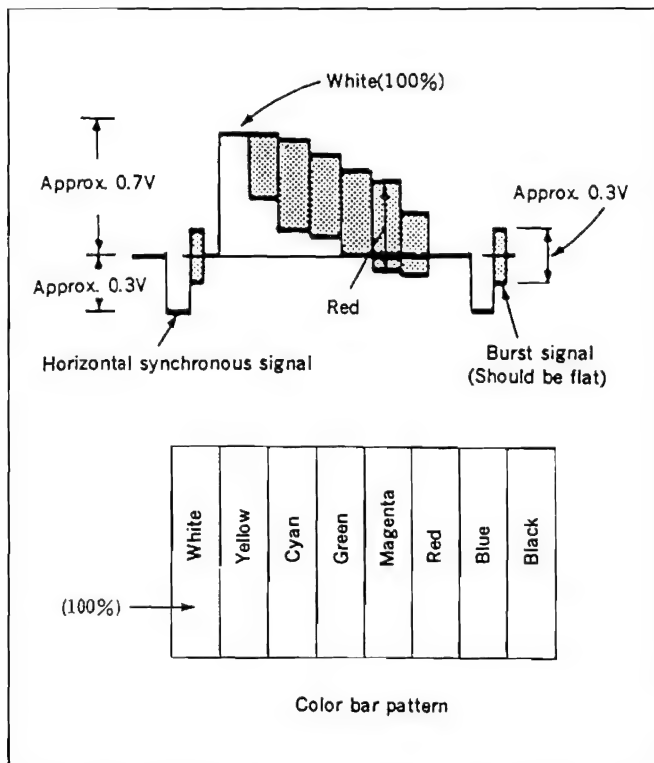 White(100%)
Approx. 0.7V
Approx. 0.3V
Approx. 0.3V
Red
Horizontal synchronous signal
Burst signal
(Should be flat)
White
Yellow
Cyan
Green
Magenta
Red
Blue
Black
(100%)
Color bar pattern